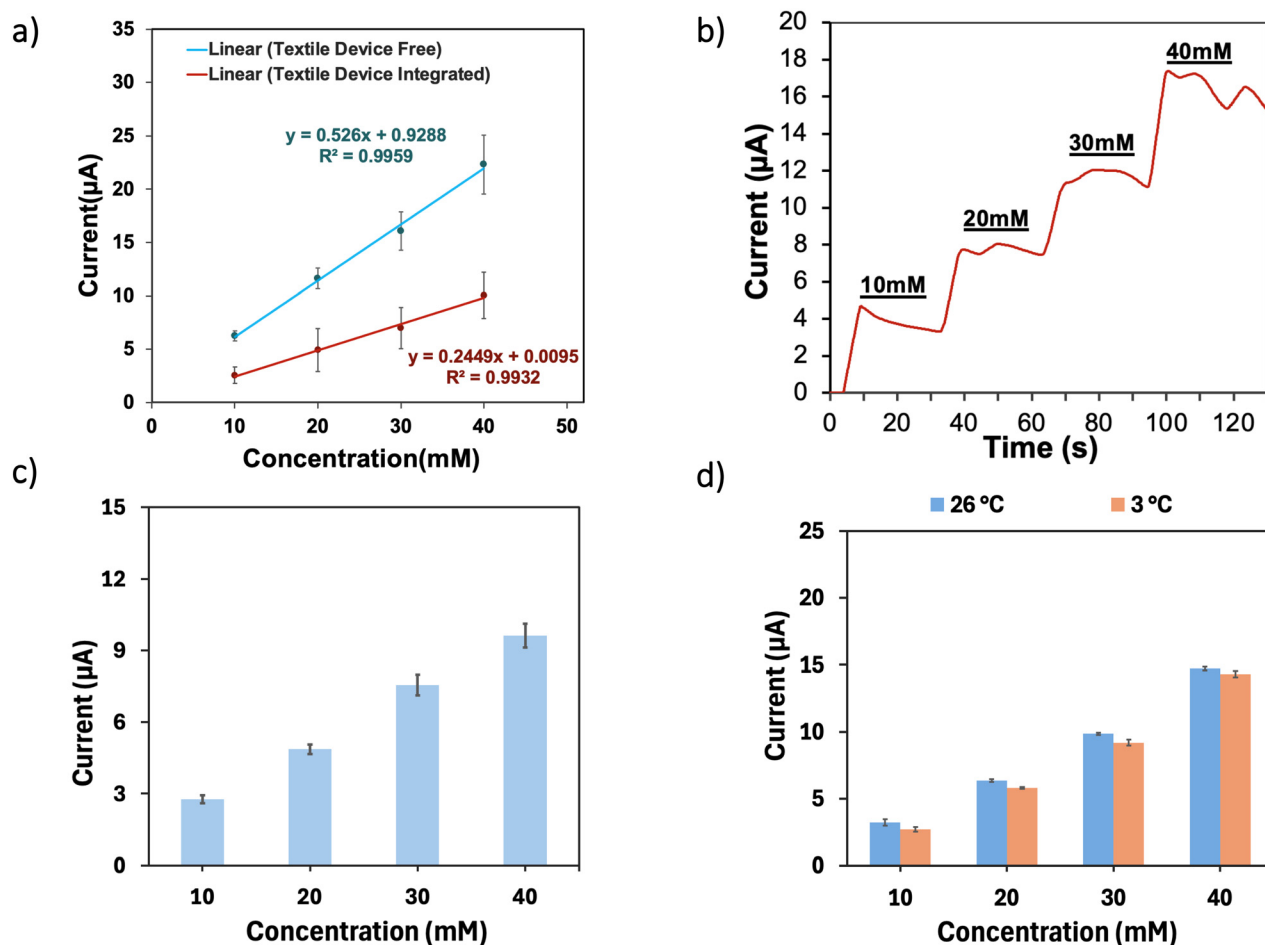 a)
35
30
25
20
15
10
5
0
Current(µA)
Linear (Textile Device Free)
Linear (Textile Device Integrated)
y = 0.526x + 0.9288
R² = 0.9959
y = 0.2449x + 0.0095
R² = 0.9932
0 10 20 30 40 50
Concentration(mM)
b)
20
18
16
14
12
10
8
6
4
2
0
Current (µA)
10mM
20mM
30mM
40mM
0 20 40 60 80 100 120
Time (s)
c)
15
12
9
6
3
0
Current (µA)
10 20 30 40
Concentration (mM)
d)
26 °C 3 °C
25
20
15
10
5
0
Current (µA)
10 20 30 40
Concentration (mM)